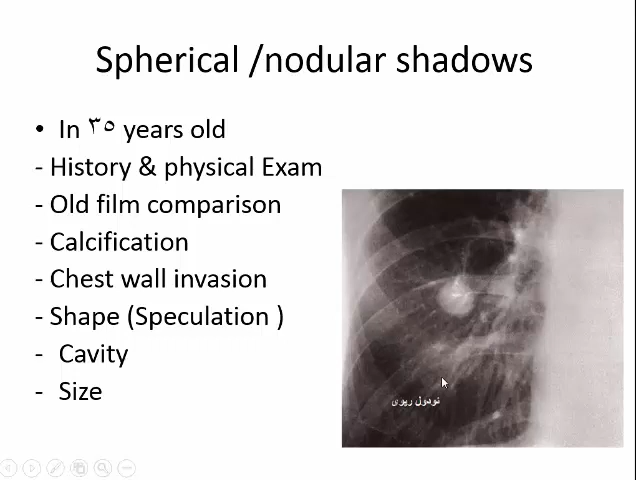 Spherical /nodular shadows
• In ۳۵ years old
- History & physical Exam
- Old film comparison
- Calcification
- Chest wall invasion
- Shape (Speculation )
- Cavity
- Size
نودول ریوی